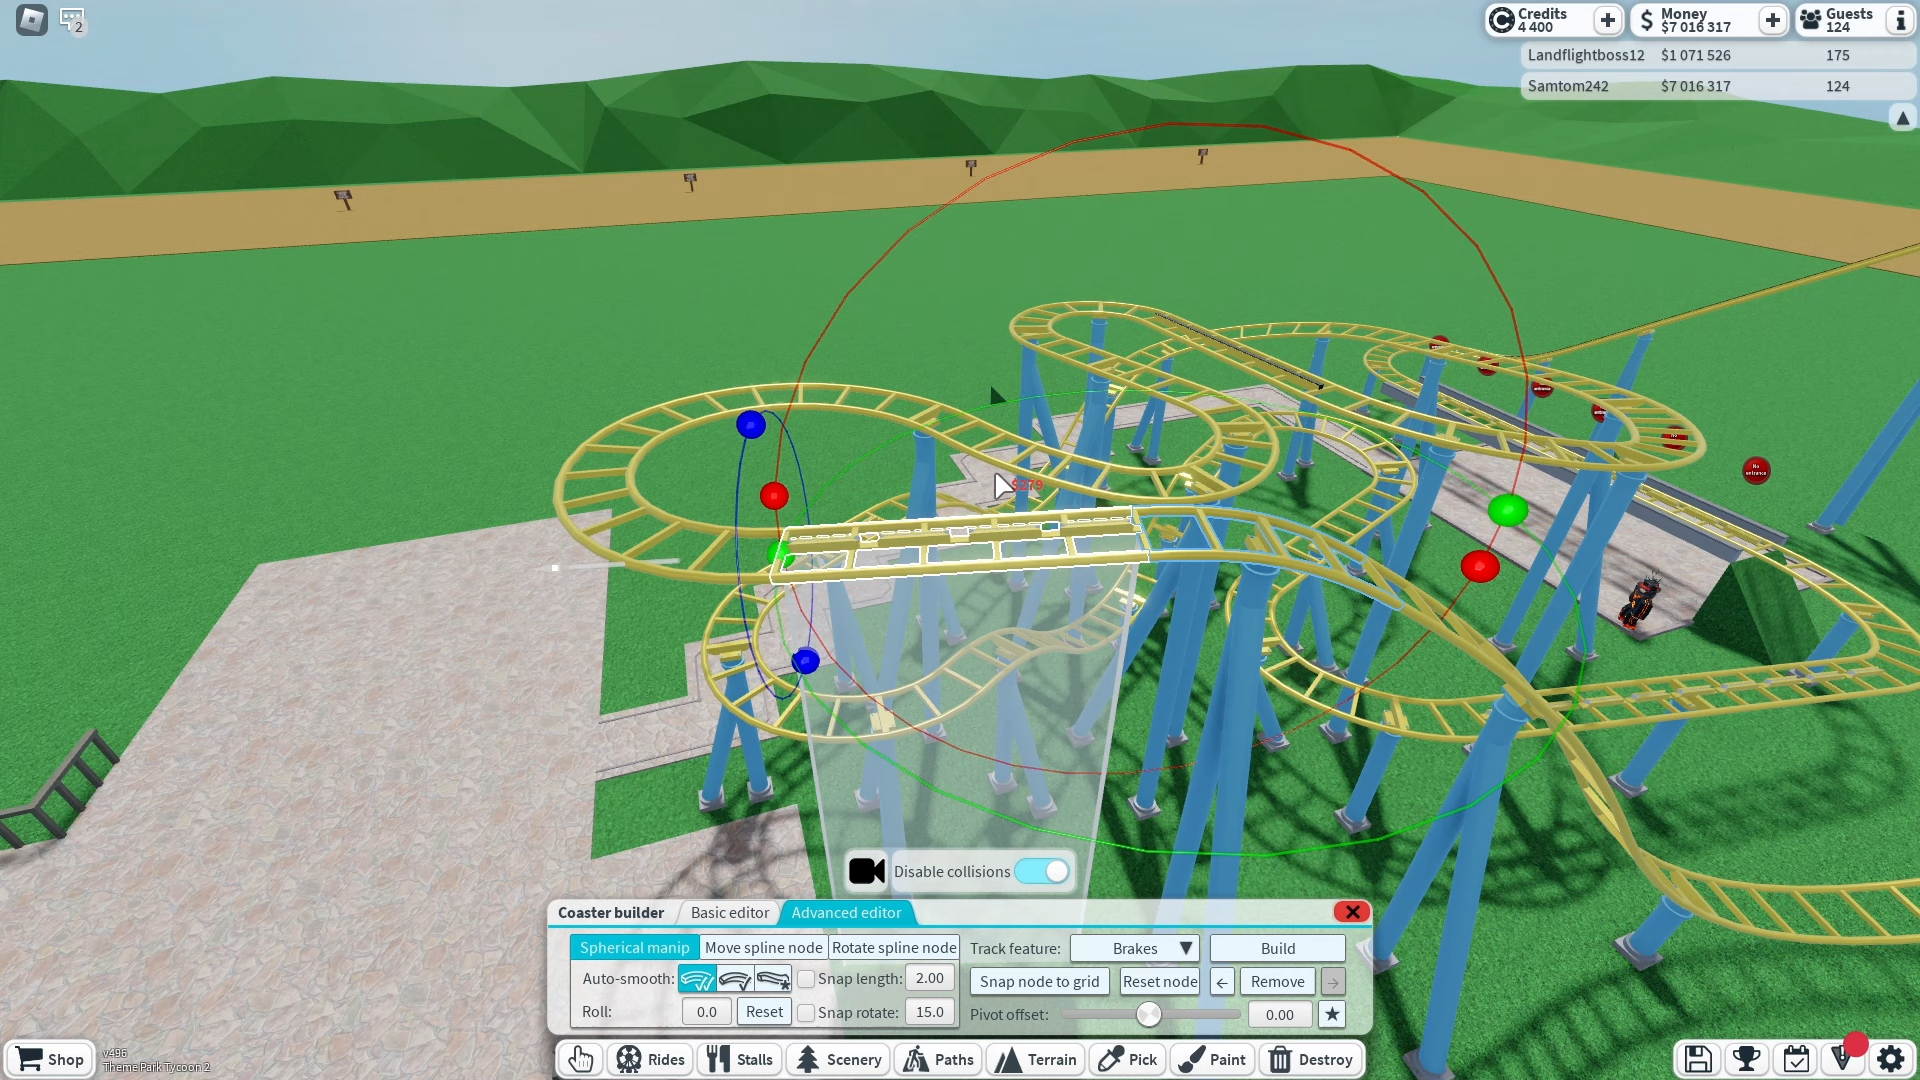 2
Credits
4 400
+
$
Money
$7 016 317
+
Guests
124
Landflightboss12 $1 071 526 175
Samtom242 $7 016 317 124
No entrance
$279
Disable collisions
Coaster builder Basic editor Advanced editor
Spherical manip Move spline node Rotate spline node Track feature: Brakes Build
Auto-smooth: Snap length: 2.00 Snap node to grid Reset node ← Remove →
Roll: 0.0 Reset Snap rotate: 15.0 Pivot offset: 0.00
Shop
v496
Theme Park Tycoon 2
Rides Stalls Scenery Paths Terrain Pick Paint Destroy